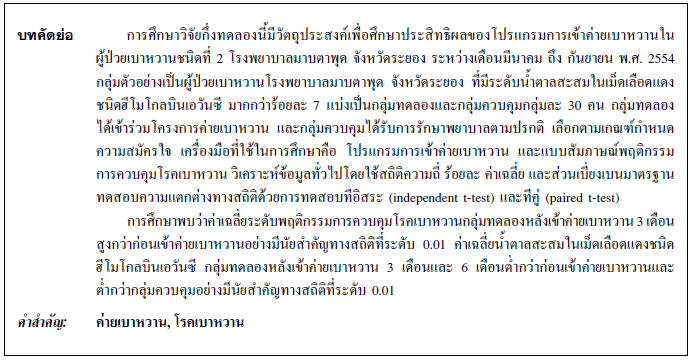 บทคัดย่อ การศึกษาวิจัยกึ่งทดลองนี้มีวัตถุประสงค์เพื่อศึกษาประสิทธิผลของโปรแกรมการเข้าค่ายเบาหวานใน
ผู้ป่วยเบาหวานชนิดที่ 2 โรงพยาบาลมาบตาพุด จังหวัดระยอง ระหว่างเดือนมีนาคม ถึง กันยายน พ.ศ. 2554
กลุ่มตัวอย่างเป็นผู้ป่วยเบาหวานโรงพยาบาลมาบตาพุด จังหวัดระยอง ที่มีระดับน้ำตาลสะสมในเม็ดเลือดแดง
ชนิดฮีโมโกลบินเอวันซี มากกว่าร้อยละ 7 แบ่งเป็นกลุ่มทดลองและกลุ่มควบคุมกลุ่มละ 30 คน กลุ่มทดลอง
ได้เข้าร่วมโครงการค่ายเบาหวาน และกลุ่มควบคุมได้รับการรักษาพยาบาลตามปรกติ เลือกตามเกณฑ์กำหนด
ความสมัครใจ เครื่องมือที่ใช้ในการศึกษาคือ โปรแกรมการเข้าค่ายเบาหวาน และแบบสัมภาษณ์พฤติกรรม
การควบคุมโรคเบาหวาน วิเคราะห์ข้อมูลทั่วไปโดยใช้สถิติความถี่ ร้อยละ ค่าเฉลี่ย และส่วนเบี่ยงเบนมาตรฐาน
ทดสอบความแตกต่างทางสถิติด้วยการทดสอบทีอิสระ (independent t-test) และทีคู่ (paired t-test)
การศึกษาพบว่าค่าเฉลี่ยระดับพฤติกรรมการควบคุมโรคเบาหวานกลุ่มทดลองหลังเข้าค่ายเบาหวาน 3 เดือน
สูงกว่าก่อนเข้าค่ายเบาหวานอย่างมีนัยสำคัญทางสถิติที่ระดับ 0.01 ค่าเฉลี่ยน้ำตาลสะสมในเม็ดเลือดแดงชนิด
ฮีโมโกลบินเอวันซี กลุ่มทดลองหลังเข้าค่ายเบาหวาน 3 เดือนและ 6 เดือนต่ำกว่าก่อนเข้าค่ายเบาหวานและ
ต่ำกว่ากลุ่มควบคุมอย่างมีนัยสำคัญทางสถิติที่ระดับ 0.01
คำสำคัญ: ค่ายเบาหวาน, โรคเบาหวาน